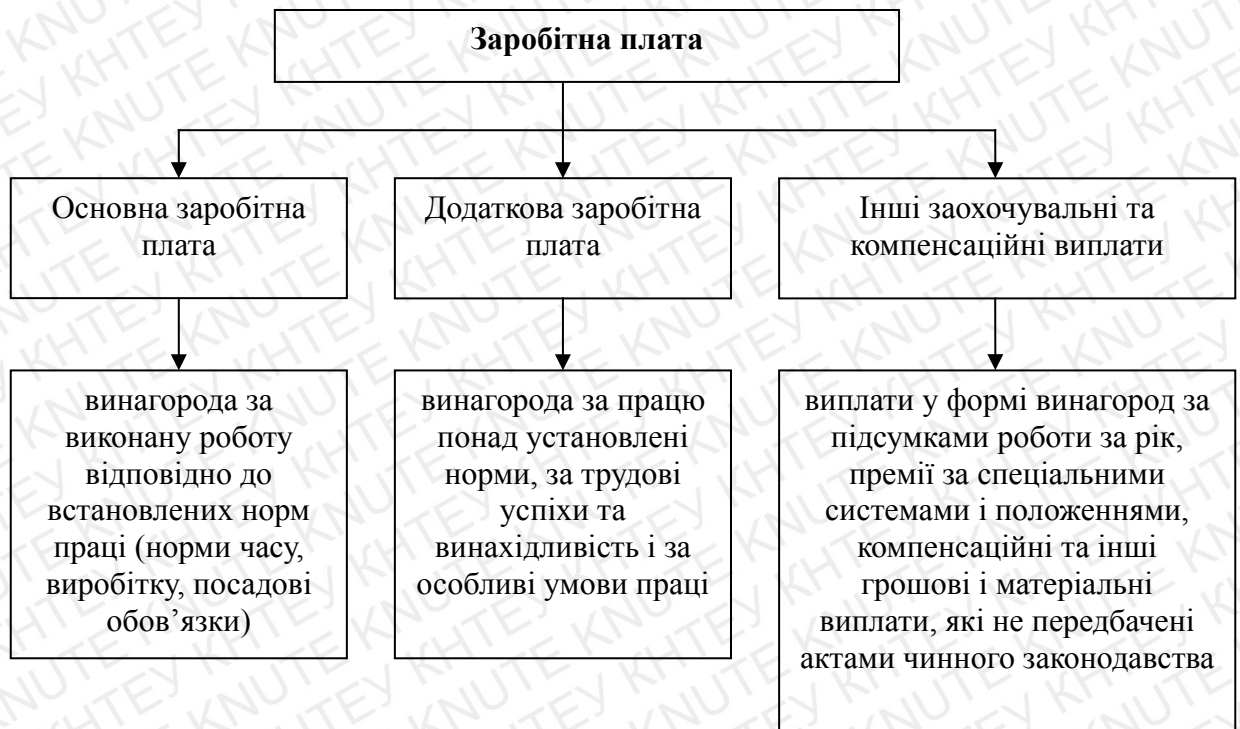 Заробітна плата
Основна заробітна
плата
Додаткова заробітна
плата
Інші заохочувальні та
компенсаційні виплати
винагорода за
виконану роботу
відповідно до
встановлених норм
праці (норми часу,
виробітку, посадові
обов’язки)
винагорода за працю
понад установлені
норми, за трудові
успіхи та
винахідливість і за
особливі умови праці
виплати у формі винагород за
підсумками роботи за рік,
премії за спеціальними
системами і положеннями,
компенсаційні та інші
грошові і матеріальні
виплати, які не передбачені
актами чинного законодавства